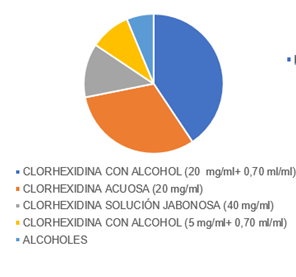 CLORHEXIDINA CON ALCOHOL (20 mg/ml+ 0,70 ml/ml)
CLORHEXIDINA ACUOSA (20 mg/ml)
CLORHEXIDINA SOLUCIÓN JABONOSA (40 mg/ml)
CLORHEXIDINA CON ALCOHOL (5 mg/ml+ 0,70 ml/ml)
ALCOHOLES